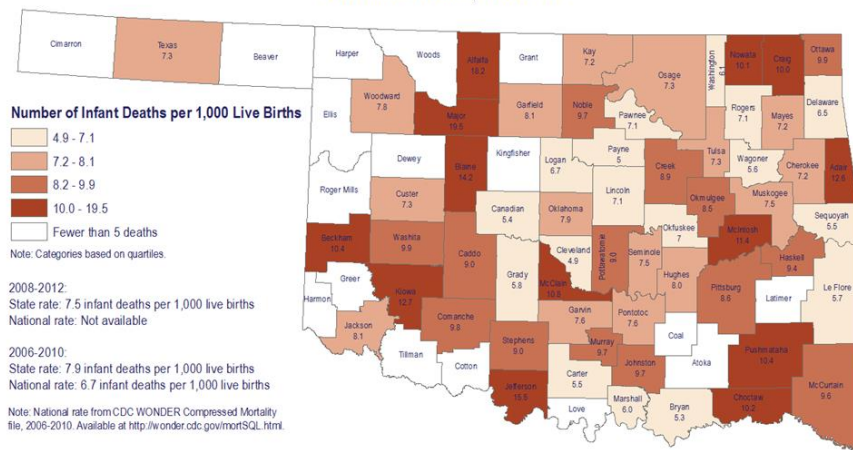 Cimarron
Texas
7.3
Beaver
Harper
Woods
Alfalfa
18.2
Grant
Kay
7.2
Osage
7.3
Washington
6.1
Nowata
10.1
Craig
10.0
Ottawa
9.9
Ellis
Woodward
7.8
Major
19.5
Garfield
8.1
Noble
9.7
Pawnee
7.1
Rogers
7.1
Mayes
7.2
Delaware
6.5
Number of Infant Deaths per 1,000 Live Births
4.9 - 7.1
7.2 - 8.1
8.2 - 9.9
10.0 - 19.5
Fewer than 5 deaths
Note: Categories based on quartiles.
Roger Mills
Dewey
Custer
7.3
Blaine
14.2
Kingfisher
Logan
6.7
Payne
5
Creek
8.9
Tulsa
7.3
Wagoner
5.6
Cherokee
7.2
Adair
12.6
Canadian
5.4
Oklahoma
7.9
Lincoln
7.1
Okmulgee
8.5
Muskogee
7.5
Sequoyah
5.5
Beckham
10.4
Washita
9.9
Caddo
9.0
Grady
5.8
Cleveland
4.9
McClain
Pottawatomie
9.0
Seminole
7.5
Okfuskee
7
McIntosh
11.4
Haskell
9.4
Hughes
8.0
Pittsburg
8.6
Latimer
Le Flore
5.7
Greer
Harmon
Kiowa
12.7
Jackson
8.1
Comanche
9.8
Tillman
Cotton
Stephens
9.0
Garvin
7.6
Pontotoc
7.6
Murray
9.7
Johnston
9.7
Coal
Atoka
Pushmataha
10.4
McCurtain
9.6
Jefferson
Carter
5.5
Love
Marshall
6.0
Bryan
5.3
Choctaw
10.2
2008-2012:
State rate: 7.5 infant deaths per 1,000 live births
National rate: Not available
2006-2010:
State rate: 7.9 infant deaths per 1,000 live births
National rate: 6.7 infant deaths per 1,000 live births
Note: National rate from CDC WONDER Compressed Mortality
file, 2006-2010. Available at http://wonder.cdc.gov/mortSQL.html.